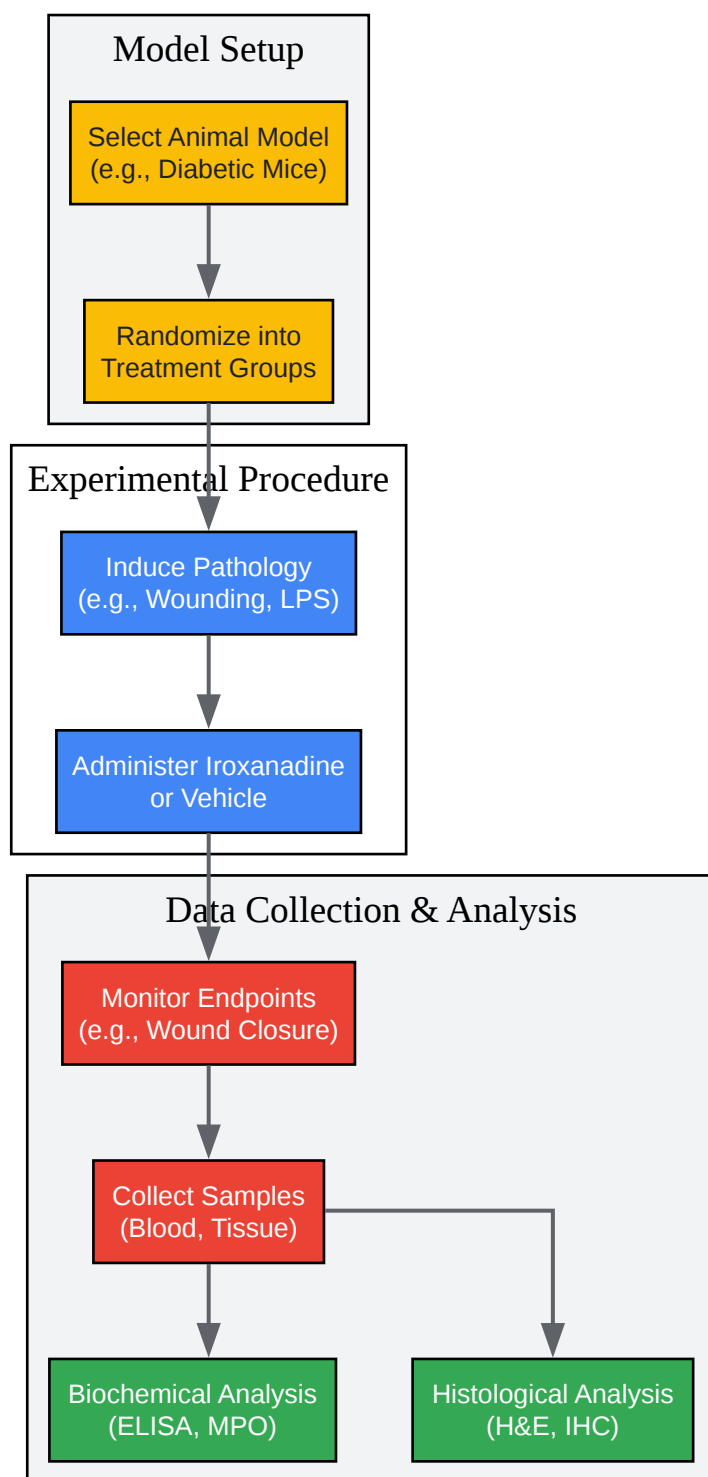 Model Setup
Select Animal Model
(e.g., Diabetic Mice)
Randomize into
Treatment Groups
Experimental Procedure
Induce Pathology
(e.g., Wounding, LPS)
Administer Iroxanadine
or Vehicle
Data Collection & Analysis
Monitor Endpoints
(e.g., Wound Closure)
Collect Samples
(Blood, Tissue)
Biochemical Analysis
(ELISA, MPO)
Histological Analysis
(H&E, IHC)